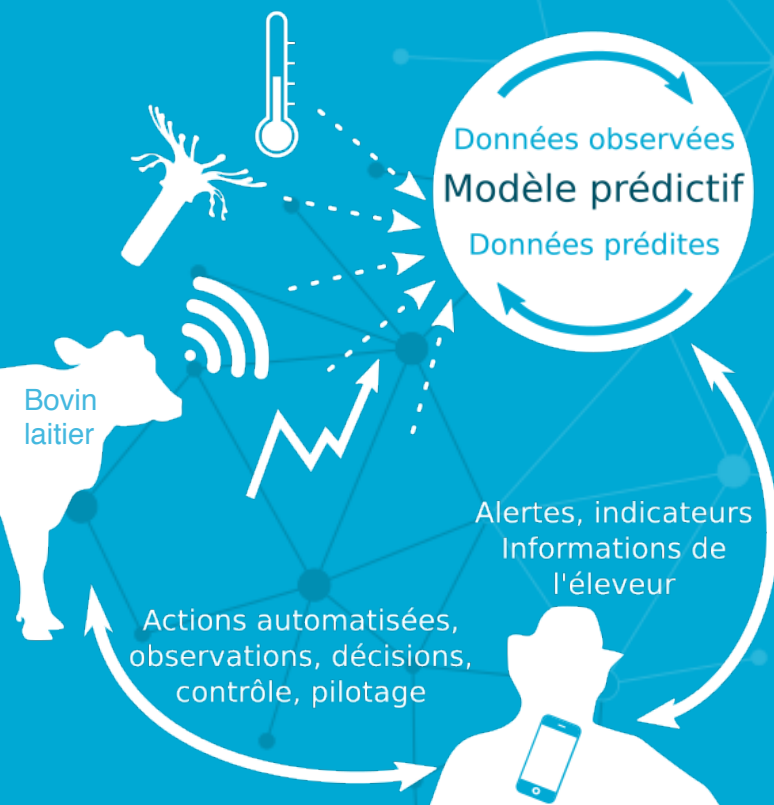 Données observées
Modèle prédictif
Données prédites
Bovin
laitier
Alertes, indicateurs
Informations de
l'éleveur
Actions automatisées,
observations, décisions,
contrôle, pilotage